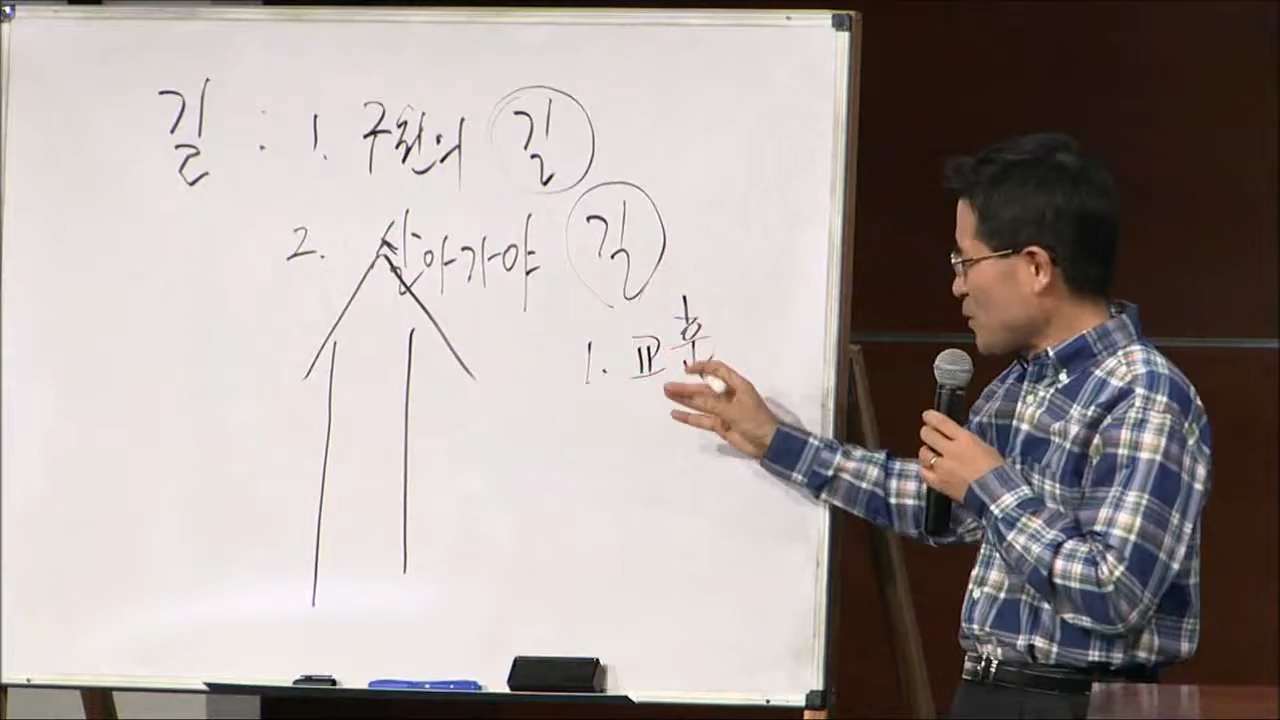 길 : 1. 구원의 길
2. 살아가야 길
1. 교훈